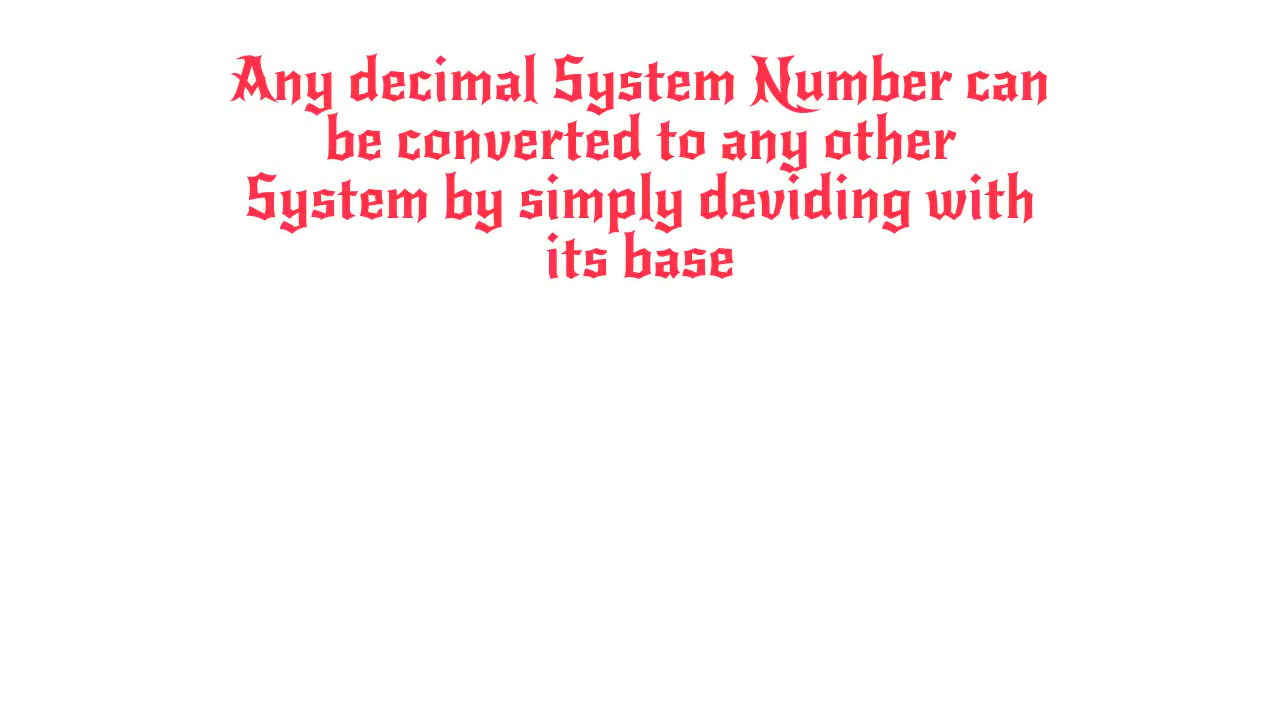 Any decimal System Number can
be converted to any other
System by simply deviding with
its base